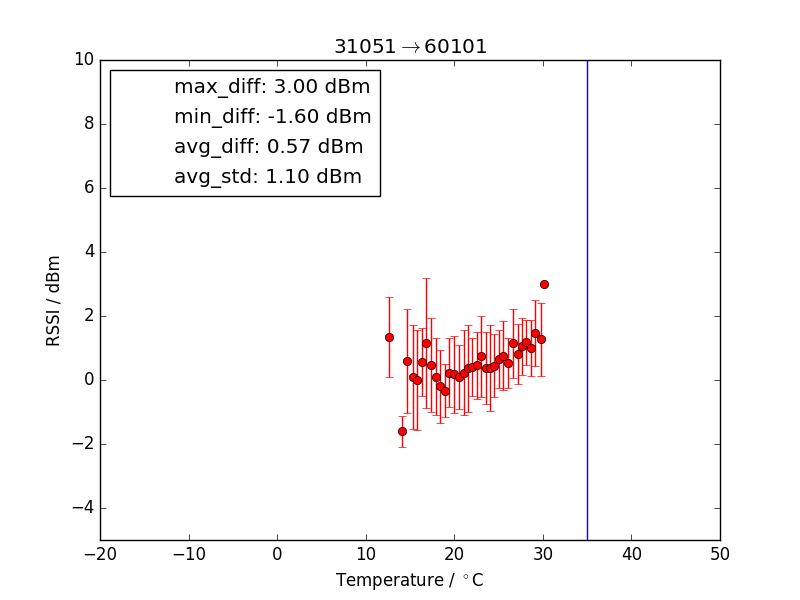 31051→60101
max_diff: 3.00 dBm
min_diff: -1.60 dBm
avg_diff: 0.57 dBm
avg_std: 1.10 dBm
10
8
6
4
2
0
−2
−4
RSSI / dBm
−20 −10 0 10 20 30 40 50
Temperature / °C